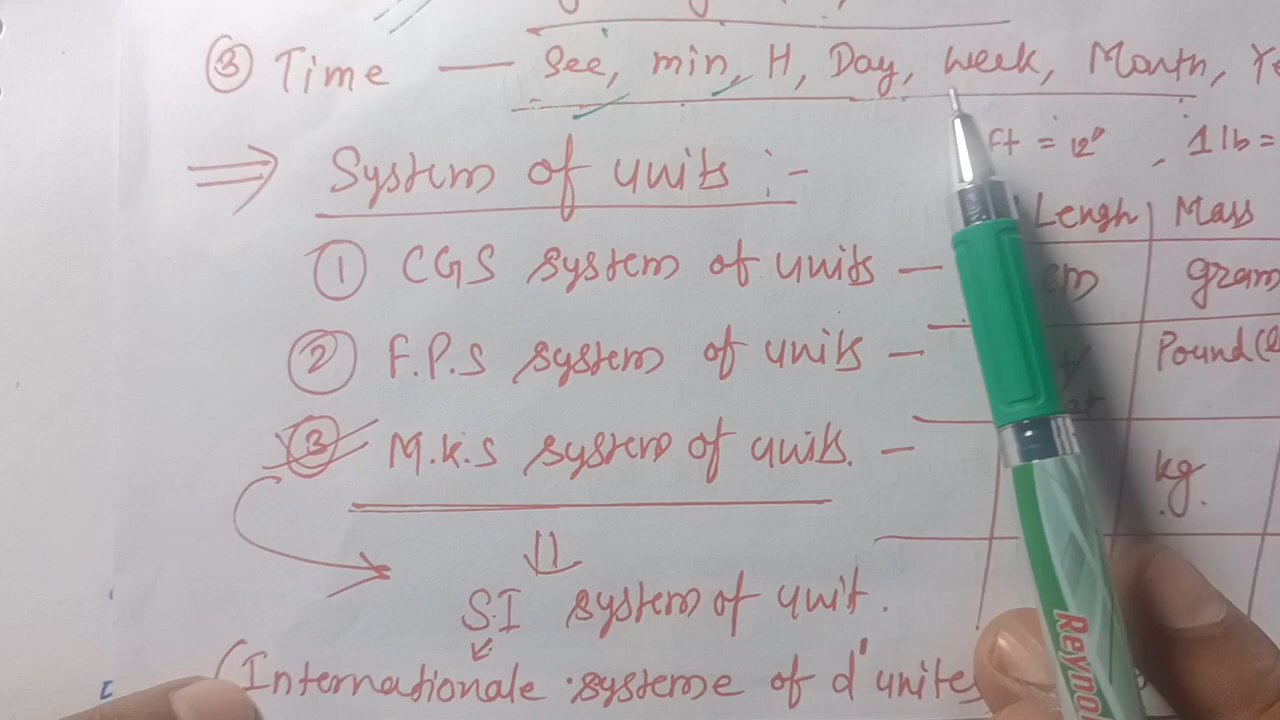 ③ Time — Sec, min, H, Day, Week, Month,
ft = 12" , 1 lb =
⇒ System of units :-
Lengh Mass
① CGS system of units — cm gram
② F.P.S system of units — Pound
③ M.K.S system of units. — kg.
S.I system of unit.
(Internationale systeme of d'unite
Reyno